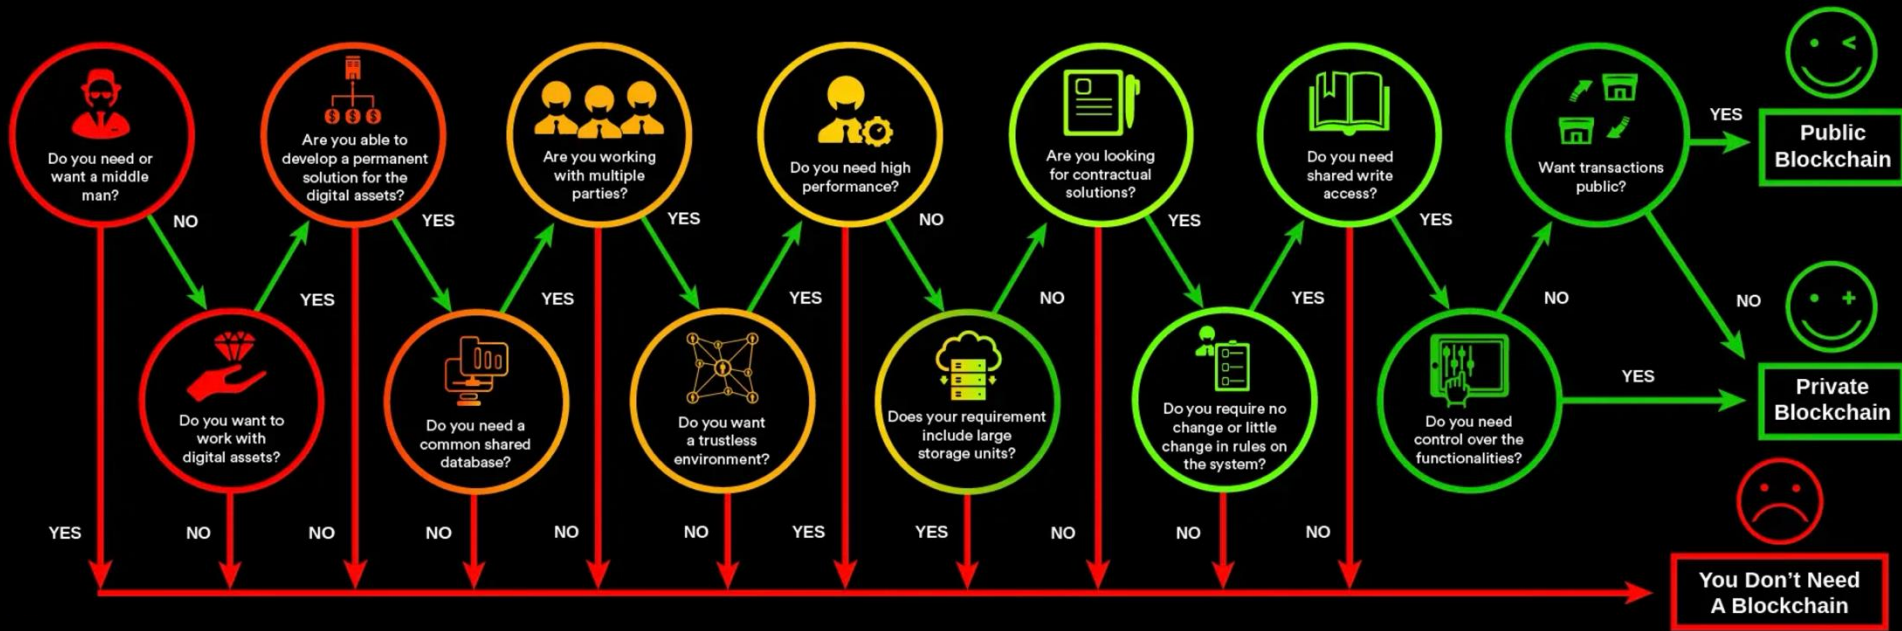 Do you need or
want a middle
man?
NO
Do you want to
work with
digital assets?
YES
Are you able to
develop a permanent
solution for the
digital assets?
YES
Do you need a
common shared
database?
YES
Are you working
with multiple
parties?
YES
Do you want
a trustless
environment?
YES
Do you need high
performance?
NO
Does your requirement
include large
storage units?
NO
Are you looking
for contractual
solutions?
YES
Do you require no
change or little
change in rules on
the system?
YES
Do you need
shared write
access?
YES
Do you need
control over the
functionalities?
NO
Want transactions
public?
YES
Public
Blockchain
NO
YES
Private
Blockchain
YES
NO
NO
NO
NO
NO
YES
YES
NO
NO
NO
You Don’t Need
A Blockchain